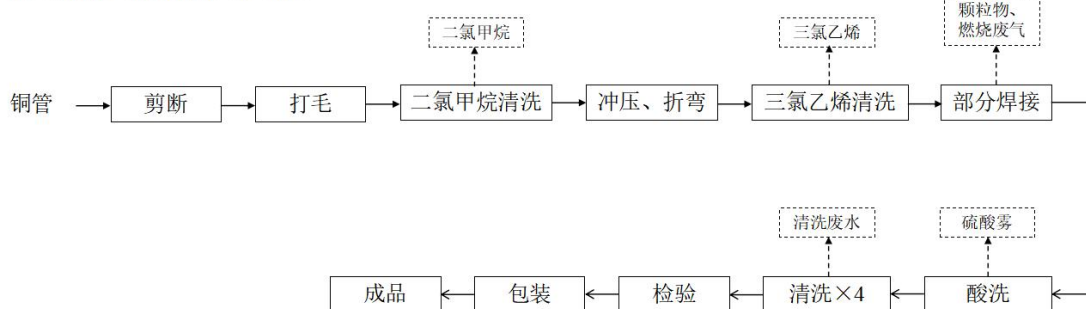 二氯甲烷
三氯乙烯
颗粒物、
燃烧废气
铜管
剪断
打毛
二氯甲烷清洗
冲压、折弯
三氯乙烯清洗
部分焊接
清洗废水
硫酸雾
成品
包装
检验
清洗×4
酸洗